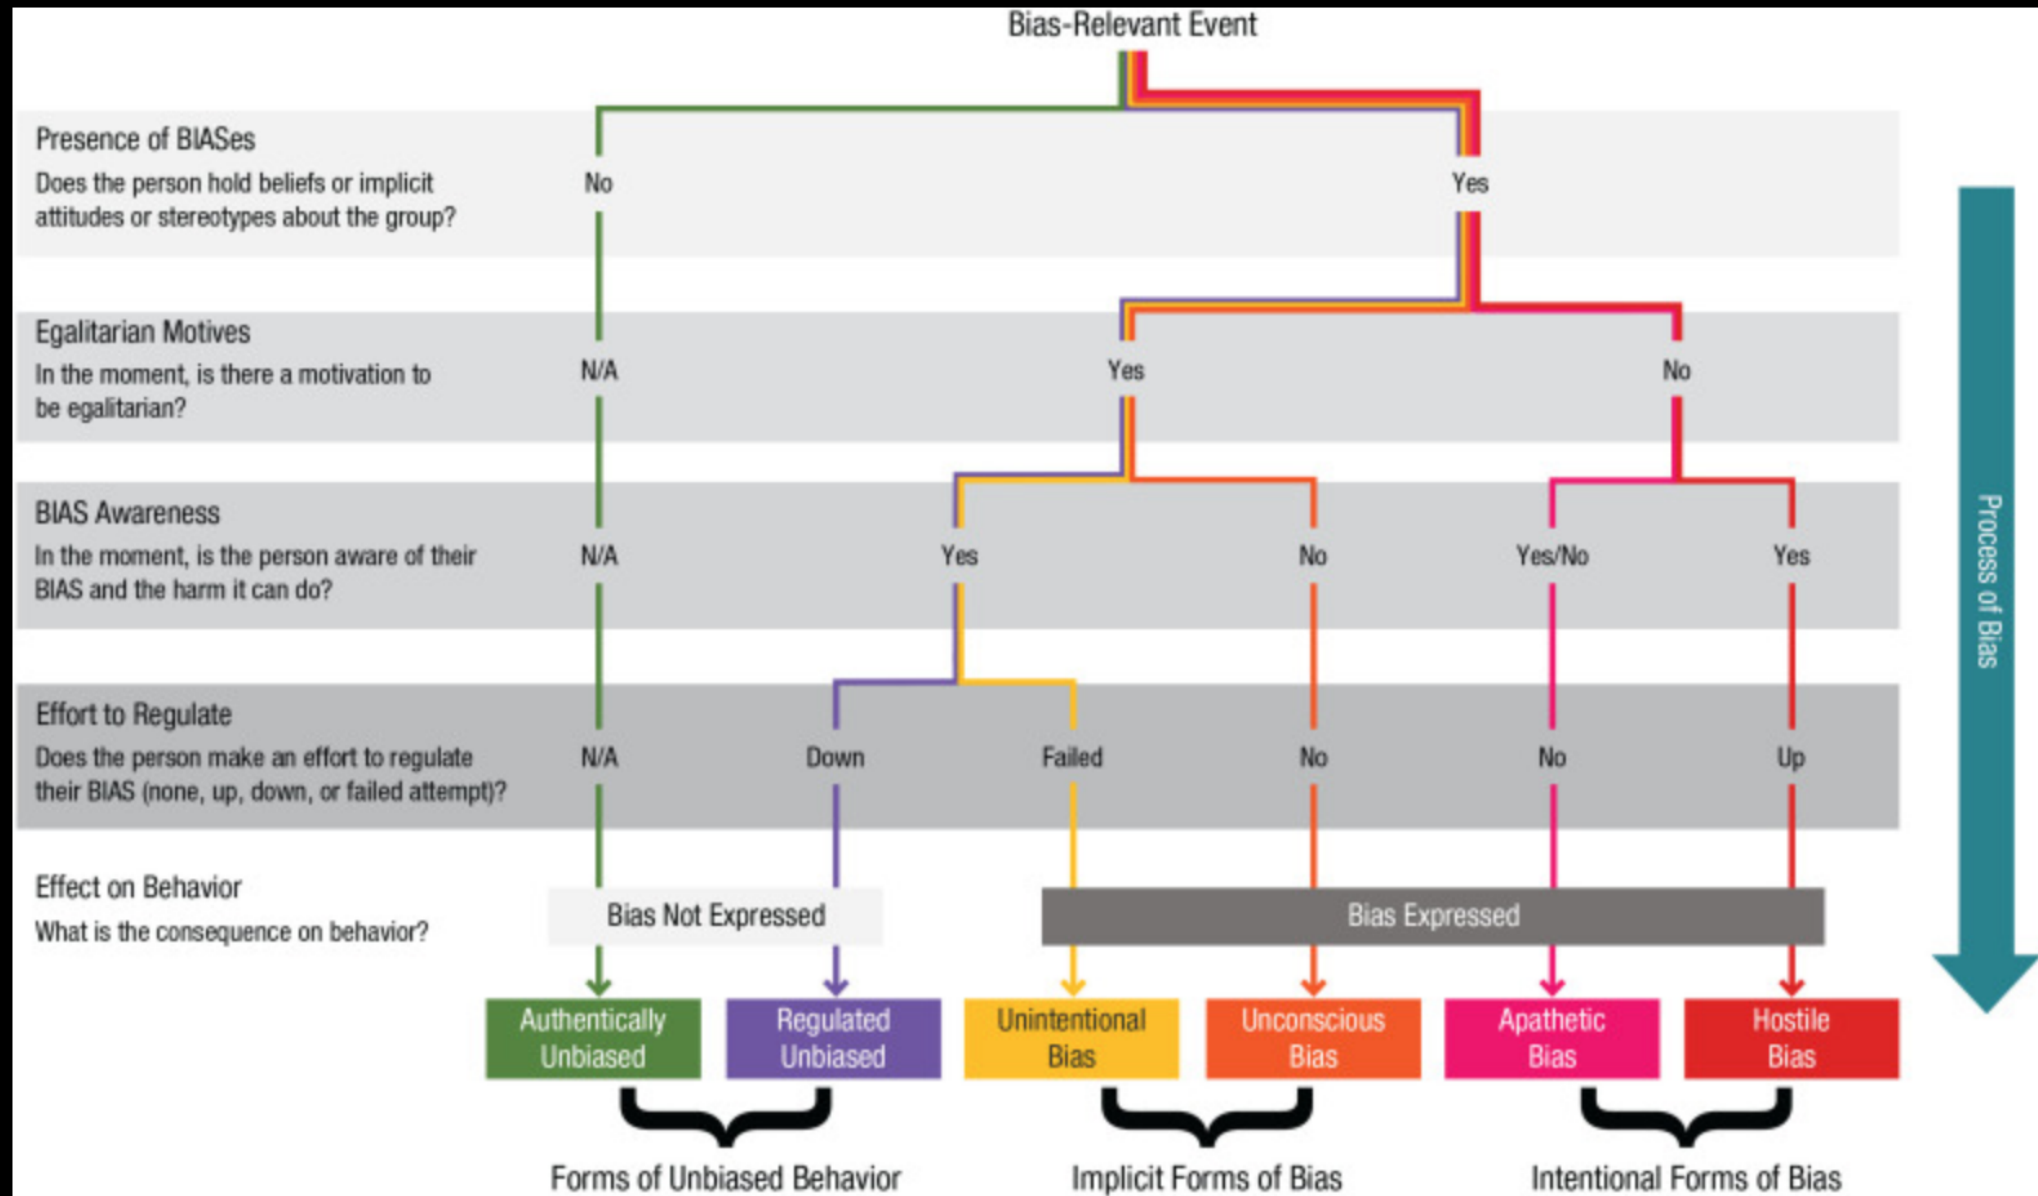 Bias-Relevant Event
Presence of BIASes
Does the person hold beliefs or implicit
attitudes or stereotypes about the group?
No
Yes
Egalitarian Motives
In the moment, is there a motivation to
be egalitarian?
N/A
Yes
No
BIAS Awareness
In the moment, is the person aware of their
BIAS and the harm it can do?
N/A
Yes
No
Yes/No
Yes
Effort to Regulate
Does the person make an effort to regulate
their BIAS (none, up, down, or failed attempt)?
N/A
Down
Failed
No
No
Up
Effect on Behavior
What is the consequence on behavior?
Bias Not Expressed
Bias Expressed
Authentically
Unbiased
Regulated
Unbiased
Unintentional
Bias
Unconscious
Bias
Apathetic
Bias
Hostile
Bias
Forms of Unbiased Behavior
Implicit Forms of Bias
Intentional Forms of Bias
Process of Bias